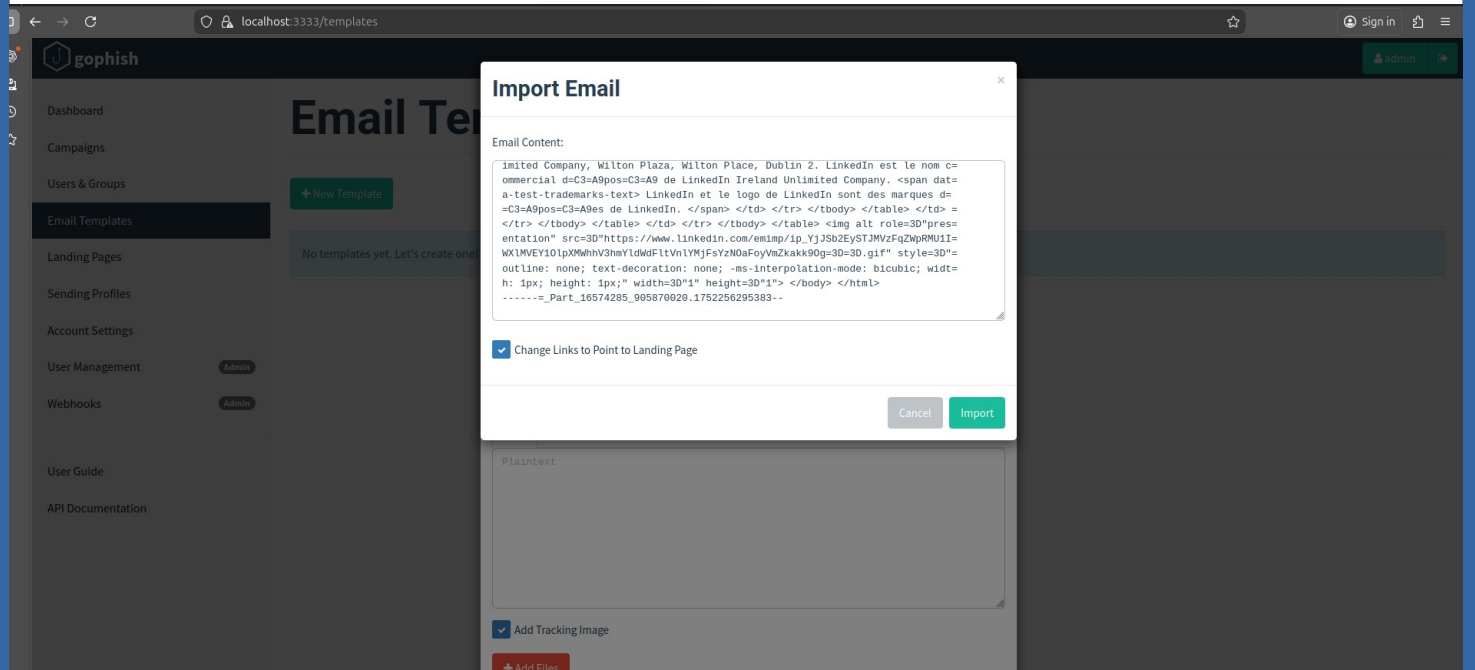 localhost:3333/templates
Sign in
gophish
admin
Dashboard
Campaigns
Users & Groups
Email Templates
Landing Pages
Sending Profiles
Account Settings
User Management Admin
Webhooks Admin
User Guide
API Documentation
Email Te
+ New Template
No templates yet. Let's create one!
Import Email
×
Email Content:
imited Company, Wilton Plaza, Wilton Place, Dublin 2. LinkedIn est le nom c=
ommercial d=C3=A9pos=C3=A9 de LinkedIn Ireland Unlimited Company. <span dat=
a-test-trademarks-text> LinkedIn et le logo de LinkedIn sont des marques d=
=C3=A9pos=C3=A9es de LinkedIn. </span> </td> </tr> </tbody> </table> </td> =
</tr> </tbody> </table> </td> </tr> </tbody> </table> <img alt role=3D"pres=
entation" src=3D"https://www.linkedin.com/emimp/ip_YjJSb2EySTJMVzFqZWpRMU1I=
WXlMVEY1OlpXMWhhV3hmYldWdFltVnlYMjFsYzNOaFoyVmZkakk9Og=3D=3D.gif" style=3D"=
outline: none; text-decoration: none; -ms-interpolation-mode: bicubic; widt=
h: 1px; height: 1px;" width=3D"1" height=3D"1"> </body> </html>
------=_Part_16574285_905870020.1752256295383--
Change Links to Point to Landing Page
Cancel
Import
Plaintext
Add Tracking Image
+ Add Files